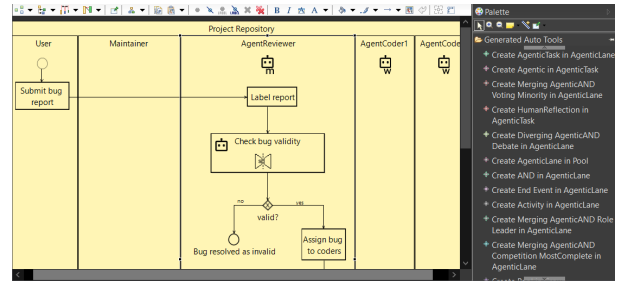 B I A
Palette
Project Repository
User
Maintainer
AgentReviewer
AgentCoder1
AgentCode
m
w
w
Submit bug
report
Label report
Check bug validity
no
yes
valid?
Bug resolved as invalid
Assign bug
to coders
Generated Auto Tools
Create AgenticTask in AgenticLane
Create Agentic in AgenticTask
Create Merging AgenticAND
Voting Minority in AgenticLane
Create HumanReflection in
AgenticTask
Create Diverging AgenticAND
Debate in AgenticLane
Create AgenticLane in Pool
Create AND in AgenticLane
Create End Event in AgenticLane
Create Activity in AgenticLane
Create Merging AgenticAND Role
Leader in AgenticLane
Create Merging AgenticAND
Competition MostComplete in
AgenticLane